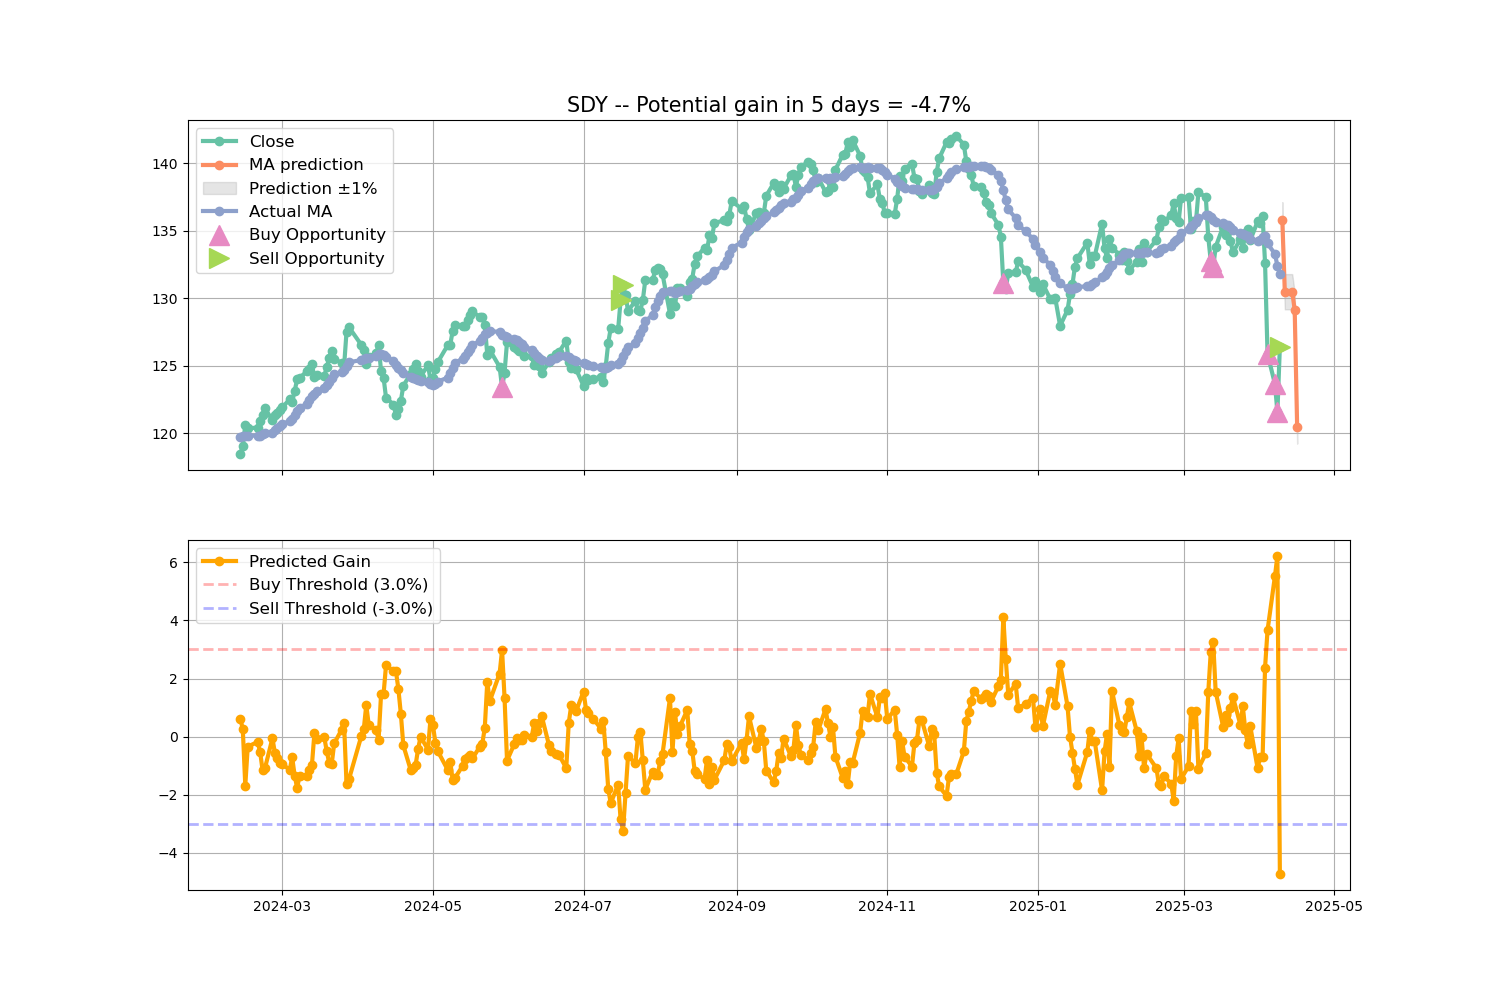 SDY -- Potential gain in 5 days = -4.7%
Close
MA prediction
Prediction ±1%
Actual MA
Buy Opportunity
Sell Opportunity
140
135
130
125
120
Predicted Gain
Buy Threshold (3.0%)
Sell Threshold (-3.0%)
6
4
2
0
−2
−4
2024-03 2024-05 2024-07 2024-09 2024-11 2025-01 2025-03 2025-05